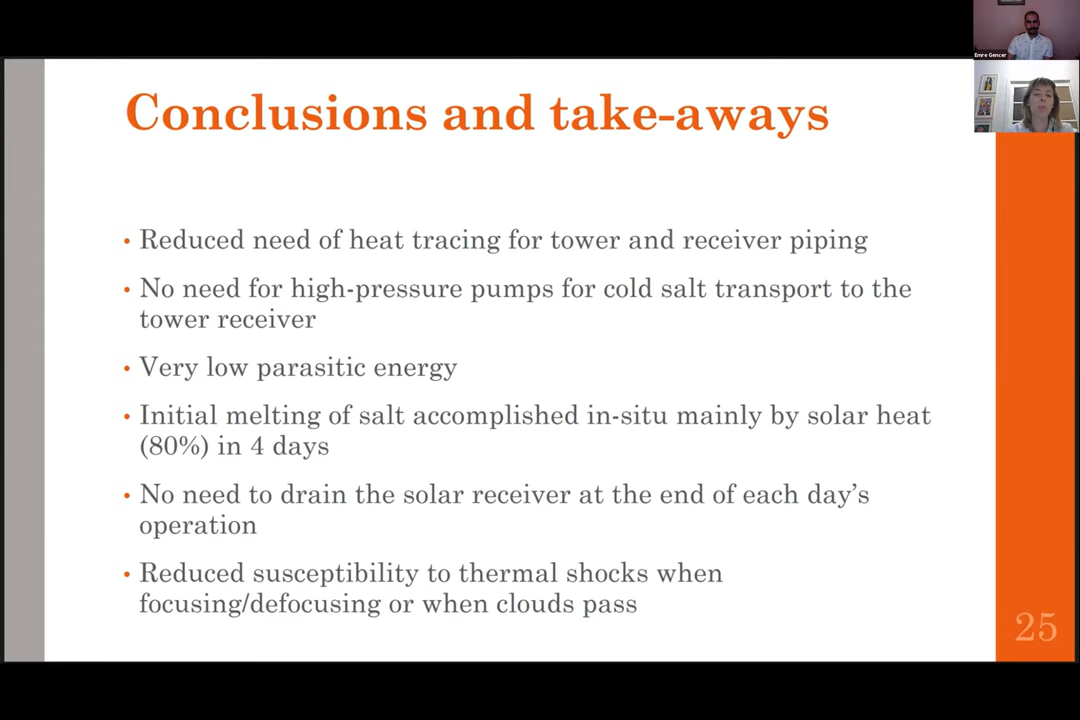 Conclusions and take-aways
Emre Gencer
• Reduced need of heat tracing for tower and receiver piping
• No need for high-pressure pumps for cold salt transport to the
tower receiver
• Very low parasitic energy
• Initial melting of salt accomplished in-situ mainly by solar heat
(80%) in 4 days
• No need to drain the solar receiver at the end of each day’s
operation
• Reduced susceptibility to thermal shocks when
focusing/defocusing or when clouds pass
25